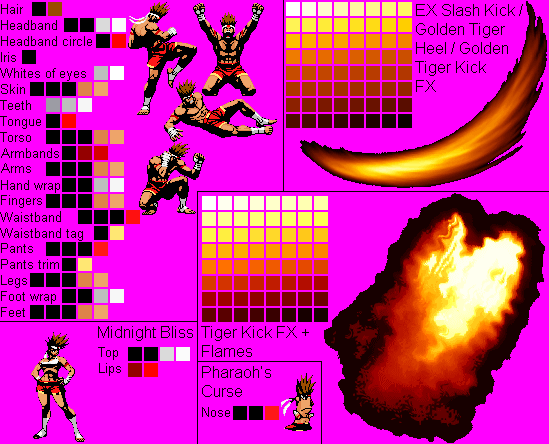 Hair
Headband
Headband circle
Iris
Whites of eyes
Skin
Teeth
Tongue
Torso
Armbands
Arms
Hand wrap
Fingers
Waistband
Waistband tag
Pants
Pants trim
Legs
Foot wrap
Feet
EX Slash Kick /
Golden Tiger
Heel / Golden
Tiger Kick
FX
Midnight Bliss
Top
Lips
Tiger Kick FX +
Flames
Pharaoh's
Curse
Nose